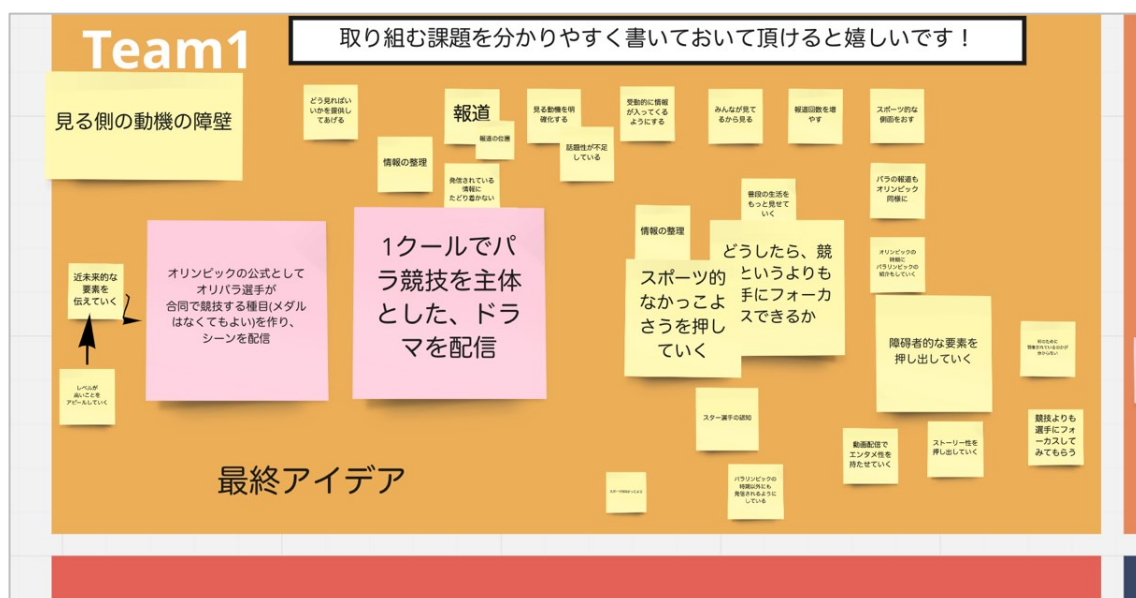 Team1
取り組む課題を分かりやすく書いておいて頂けると嬉しいです！
見る側の動機の障壁
どう見ればい
いかを提供し
てあげる
報道
報道の位置
見る動機を明
確化する
話題性が不足
している
受動的に情報
が入ってくる
ようにする
みんなが見て
るから見る
報道回数を増
やす
スポーツ的な
側面をおす
情報の整理
発信されている
情報に
たどり着かない
パラの報道も
オリンピック
同様に
普段の生活を
もっと見せて
いく
情報の整理
オリンピックの
時期に
パラリンピックの
紹介もしていく
近未来的な
要素を
伝えていく
オリンピックの公式として
オリパラ選手が
合同で競技する種目(メダル
はなくてもよい)を作り、
シーンを配信
1クールでパ
ラ競技を主体
とした、ドラ
マを配信
スポーツ的
なかっこよ
さうを押し
ていく
どうしたら、競
というよりも
手にフォーカ
スできるか
障碍者的な要素を
押し出していく
レベルが
高いことを
アピールしていく
スター選手の認知
動画配信で
エンタメ性を
持たせていく
ストーリー性を
押し出していく
競技よりも
選手にフォ
ーカスして
みてもらう
最終アイデア
パラリンピックの
時期以外にも
発信されるように
している